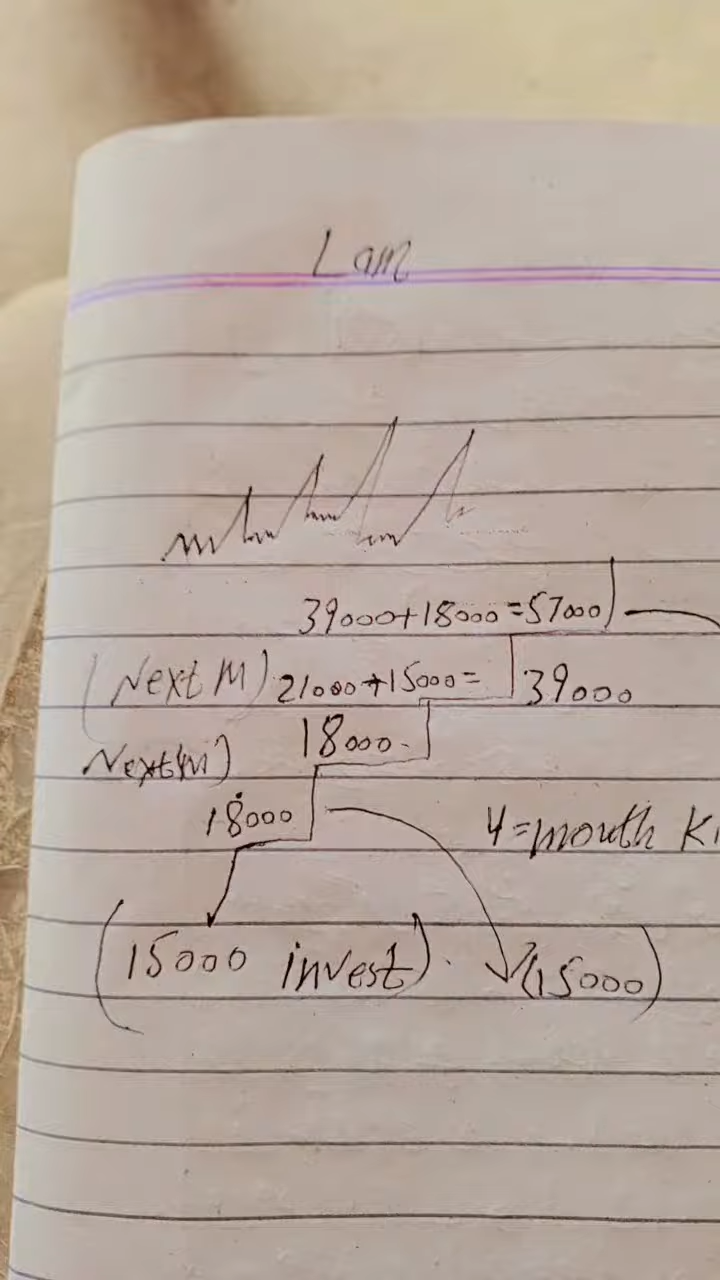 Lam
39000+18000=57000
(Next M) 21000+15000= 39000
Next(M) 18000.
18000
4=month
(15000 invest). (15000)